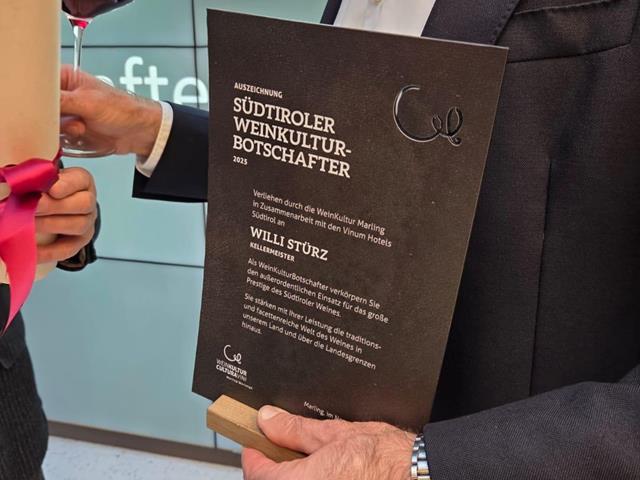 ofte
AUSZEICHNUNG
SÜDTIROLER
WEINKULTUR-
BOTSCHAFTER
2025
Verliehen durch die WeinKultur Marling
in Zusammenarbeit mit den Vinum Hotels
Südtirol an
WILLI STÜRZ
KELLERMEISTER
Als WeinKulturBotschafter verkörpern Sie
den außerordentlichen Einsatz für das große
Prestige des Südtiroler Weines.
Sie stärken mit Ihrer Leistung die traditions-
und facettenreiche Welt des Weines in
unserem Land und über die Landesgrenzen
hinaus.
WEINKULTUR
CULTURAVINI
Marling, im